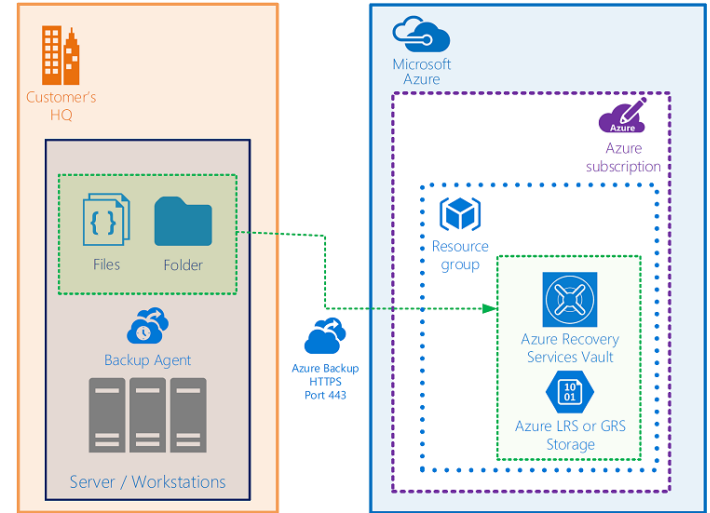 Customer's
HQ
Files
Folder
Backup Agent
Server / Workstations
Azure Backup
HTTPS
Port 443
Microsoft
Azure
Azure
Azure
subscription
Resource
group
Azure Recovery
Services Vault
10
01
Azure LRS or GRS
Storage